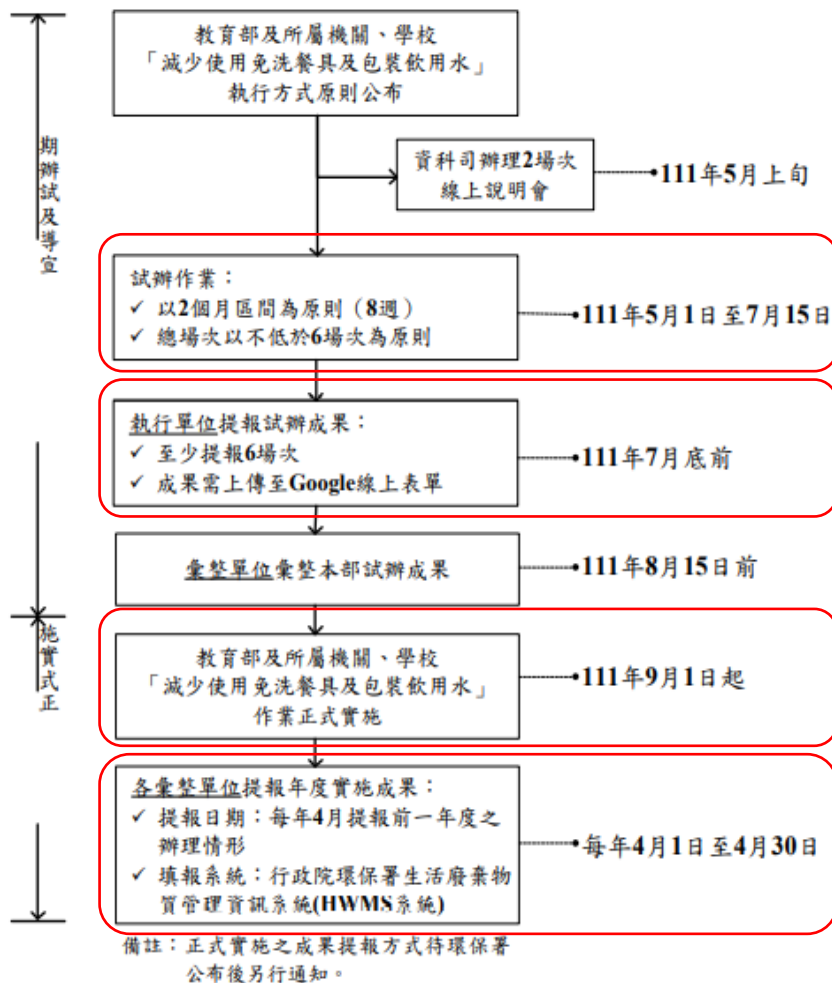 教育部及所屬機關、學校
「減少使用免洗餐具及包裝飲用水」
執行方式原則公布
資科司辦理2場次
線上說明會
111年5月上旬
期辦試及導宣
試辦作業：
✓ 以2個月區間為原則（8週）
✓ 總場次以不低於6場次為原則
111年5月1日至7月15日
執行單位提報試辦成果：
✓ 至少提報6場次
✓ 成果需上傳至Google線上表單
111年7月底前
彙整單位彙整本部試辦成果
111年8月15日前
施實式正
教育部及所屬機關、學校
「減少使用免洗餐具及包裝飲用水」
作業正式實施
111年9月1日起
各彙整單位提報年度實施成果：
✓ 提報日期：每年4月提報前一年度之
辦理情形
✓ 填報系統：行政院環保署生活廢棄物
質管理資訊系統(HWMS系統)
每年4月1日至4月30日
備註：正式實施之成果提報方式待環保署
公布後另行通知。